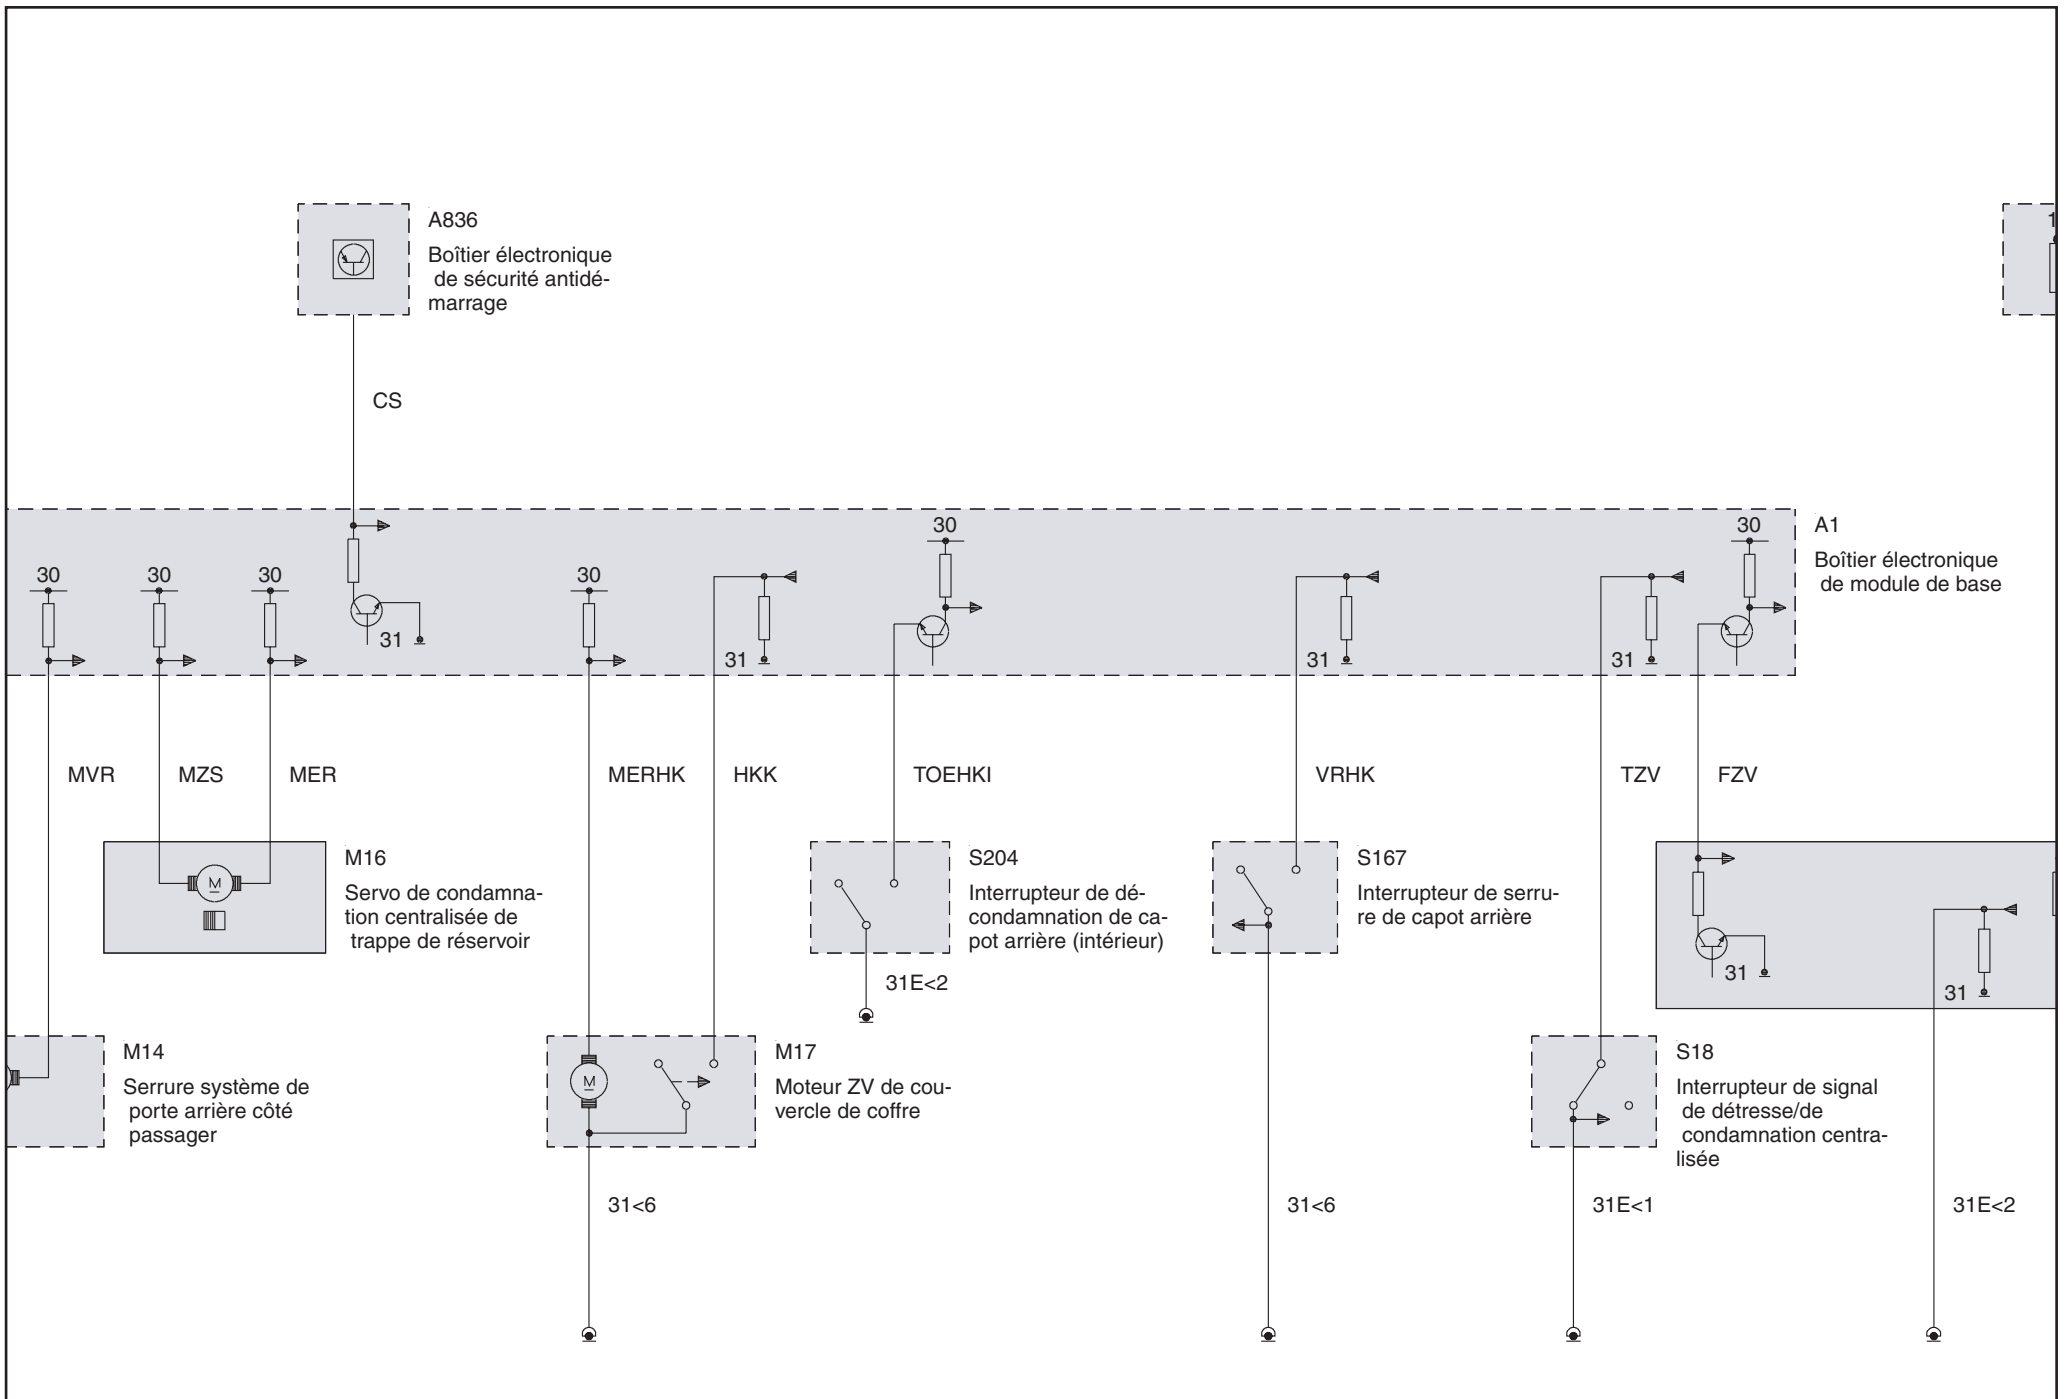 A836
Boîtier électronique
de sécurité antidé-
marrage
CS
30
30
30
31
30
31
30
31
31
30
A1
Boîtier électronique
de module de base
MVR
MZS
MER
MERHK
HKK
TOEHKI
VRHK
TZV
FZV
M16
Servo de condamna-
tion centralisée de
trappe de réservoir
M
S204
Interrupteur de dé-
condamnation de ca-
pot arrière (intérieur)
31E<2
S167
Interrupteur de serru-
re de capot arrière
31
31
M14
Serrure système de
porte arrière côté
passager
M
M17
Moteur ZV de cou-
vercle de coffre
S18
Interrupteur de signal
de détresse/de
condamnation centra-
lisée
31<6
31<6
31E<1
31E<2